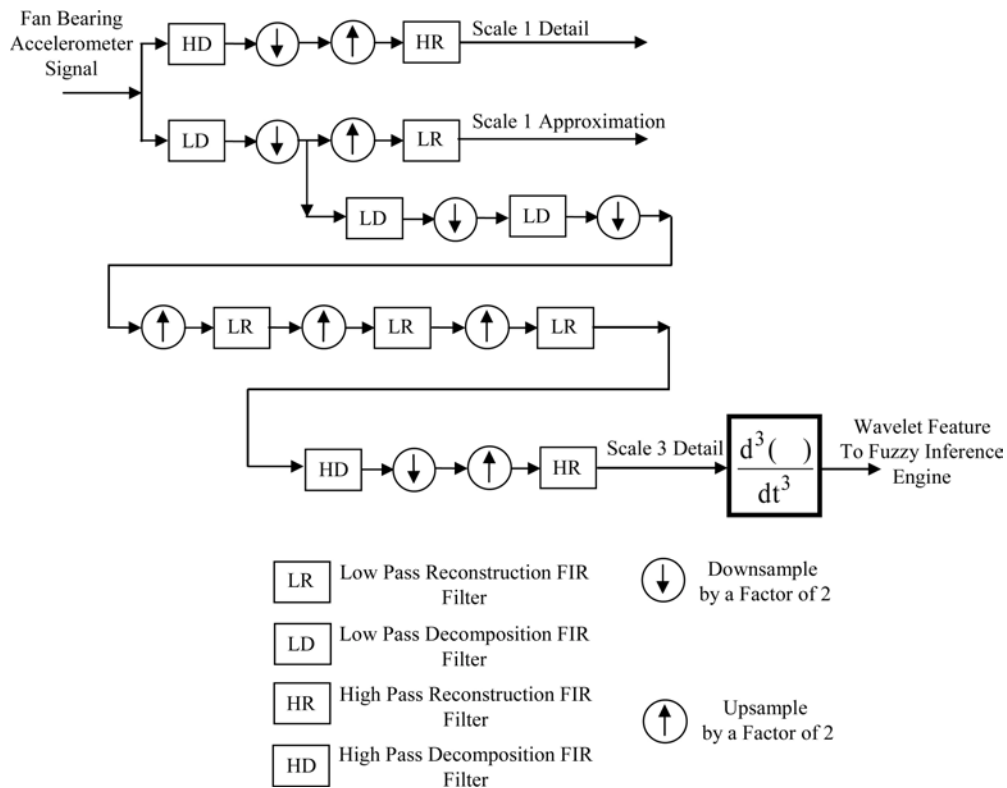 Fan Bearing
Accelerometer
Signal
HD
HR
Scale 1 Detail
LD
LR
Scale 1 Approximation
LD
LD
LR
LR
LR
HD
HR
Scale 3 Detail
d³( )
dt³
Wavelet Feature
To Fuzzy Inference
Engine
LR
Low Pass Reconstruction FIR
Filter
LD
Low Pass Decomposition FIR
Filter
HR
High Pass Reconstruction FIR
Filter
HD
High Pass Decomposition FIR
Filter
Downsample
by a Factor of 2
Upsample
by a Factor of 2